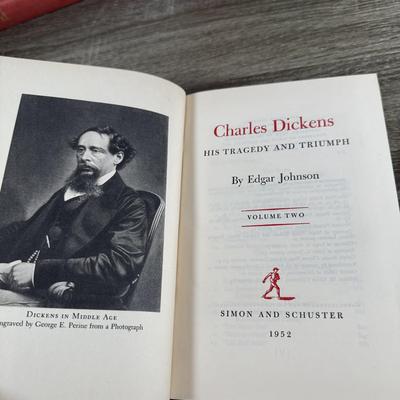 DICKENS IN MIDDLE AGE
ngraved by George E. Perine from a Photograph
Charles Dickens
HIS TRAGEDY AND TRIUMPH
By Edgar Johnson
VOLUME TWO
SIMON AND SCHUSTER
1952